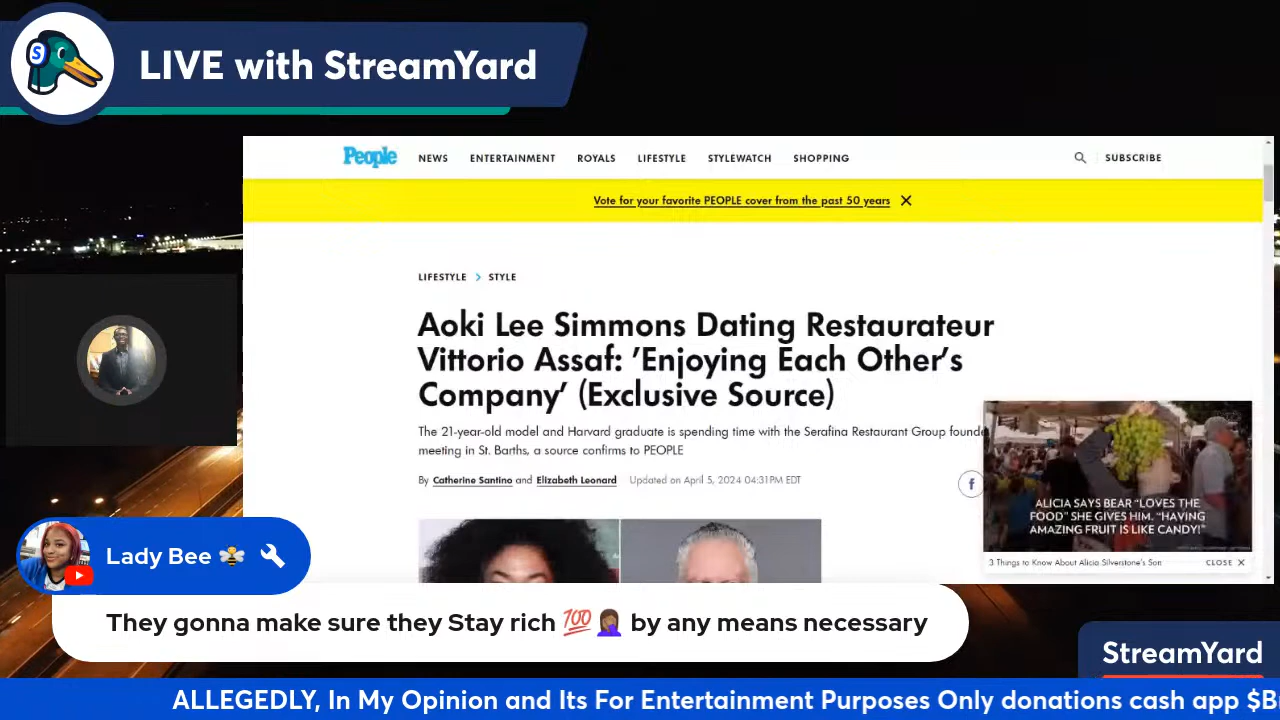 S
LIVE with StreamYard
People NEWS ENTERTAINMENT ROYALS LIFESTYLE STYLEWATCH SHOPPING SUBSCRIBE
Vote for your favorite PEOPLE cover from the past 50 years
LIFESTYLE > STYLE
Aoki Lee Simmons Dating Restaurateur
Vittorio Assaf: 'Enjoying Each Other's
Company' (Exclusive Source)
The 21-year-old model and Harvard graduate is spending time with the Serafina Restaurant Group founde
meeting in St. Barths, a source confirms to PEOPLE
By Catherine Santino and Elizabeth Leonard Updated on April 5, 2024 04:31PM EDT
f
ALICIA SAYS BEAR "LOVES THE
FOOD" SHE GIVES HIM. "HAVING
AMAZING FRUIT IS LIKE CANDY!"
3 Things to Know About Alicia Silverstone's Son CLOSE X
Lady Bee 🐝
They gonna make sure they Stay rich 💯🤦🏾‍♀️ by any means necessary
StreamYard
ALLEGEDLY, In My Opinion and Its For Entertainment Purposes Only donations cash app $B